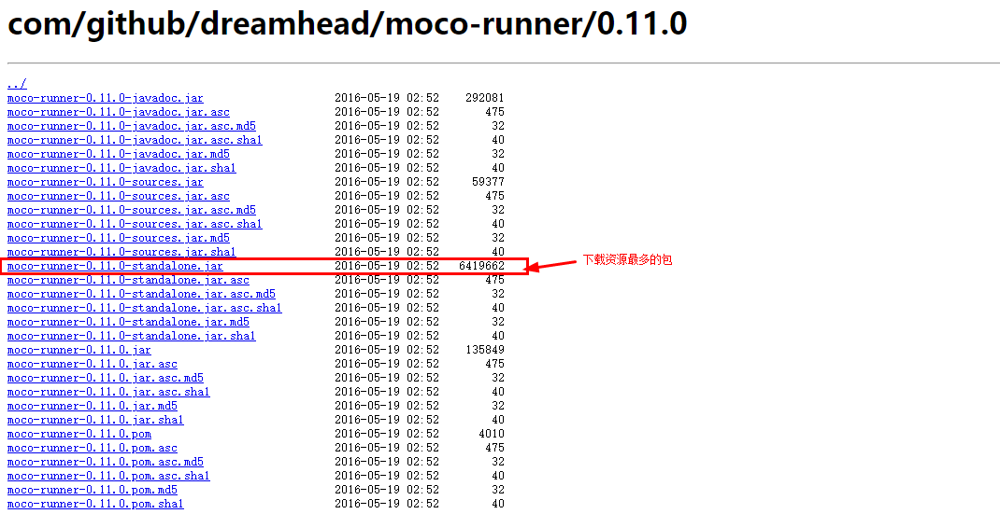 com/github/dreamhead/moco-runner/0.11.0
../
moco-runner-0.11.0-javadoc.jar 2016-05-19 02:52 292081
moco-runner-0.11.0-javadoc.jar.asc 2016-05-19 02:52 475
moco-runner-0.11.0-javadoc.jar.asc.md5 2016-05-19 02:52 32
moco-runner-0.11.0-javadoc.jar.asc.sha1 2016-05-19 02:52 40
moco-runner-0.11.0-javadoc.jar.md5 2016-05-19 02:52 32
moco-runner-0.11.0-javadoc.jar.sha1 2016-05-19 02:52 40
moco-runner-0.11.0-sources.jar 2016-05-19 02:52 59377
moco-runner-0.11.0-sources.jar.asc 2016-05-19 02:52 475
moco-runner-0.11.0-sources.jar.asc.md5 2016-05-19 02:52 32
moco-runner-0.11.0-sources.jar.asc.sha1 2016-05-19 02:52 40
moco-runner-0.11.0-sources.jar.md5 2016-05-19 02:52 32
moco-runner-0.11.0-sources.jar.sha1 2016-05-19 02:52 40
moco-runner-0.11.0-standalone.jar 2016-05-19 02:52 6419662 下载资源最多的包
moco-runner-0.11.0-standalone.jar.asc 2016-05-19 02:52 475
moco-runner-0.11.0-standalone.jar.asc.md5 2016-05-19 02:52 32
moco-runner-0.11.0-standalone.jar.asc.sha1 2016-05-19 02:52 40
moco-runner-0.11.0-standalone.jar.md5 2016-05-19 02:52 32
moco-runner-0.11.0-standalone.jar.sha1 2016-05-19 02:52 40
moco-runner-0.11.0.jar 2016-05-19 02:52 135849
moco-runner-0.11.0.jar.asc 2016-05-19 02:52 475
moco-runner-0.11.0.jar.asc.md5 2016-05-19 02:52 32
moco-runner-0.11.0.jar.asc.sha1 2016-05-19 02:52 40
moco-runner-0.11.0.jar.md5 2016-05-19 02:52 32
moco-runner-0.11.0.jar.sha1 2016-05-19 02:52 40
moco-runner-0.11.0.pom 2016-05-19 02:52 4010
moco-runner-0.11.0.pom.asc 2016-05-19 02:52 475
moco-runner-0.11.0.pom.asc.md5 2016-05-19 02:52 32
moco-runner-0.11.0.pom.asc.sha1 2016-05-19 02:52 40
moco-runner-0.11.0.pom.md5 2016-05-19 02:52 32
moco-runner-0.11.0.pom.sha1 2016-05-19 02:52 40